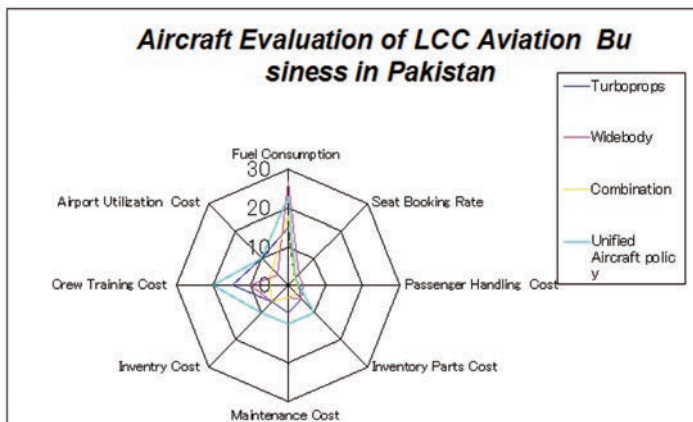 Aircraft Evaluation of LCC Aviation Bu
siness in Pakistan
Turboprops
Widebody
Combination
Unified
Aircraft polic
y
Fuel Consumption
30
Airport Utilization Cost
Seat Booking Rate
20
10
Crew Training Cost
0
Passenger Handling Cost
Inventry Cost
Inventory Parts Cost
Maintenance Cost